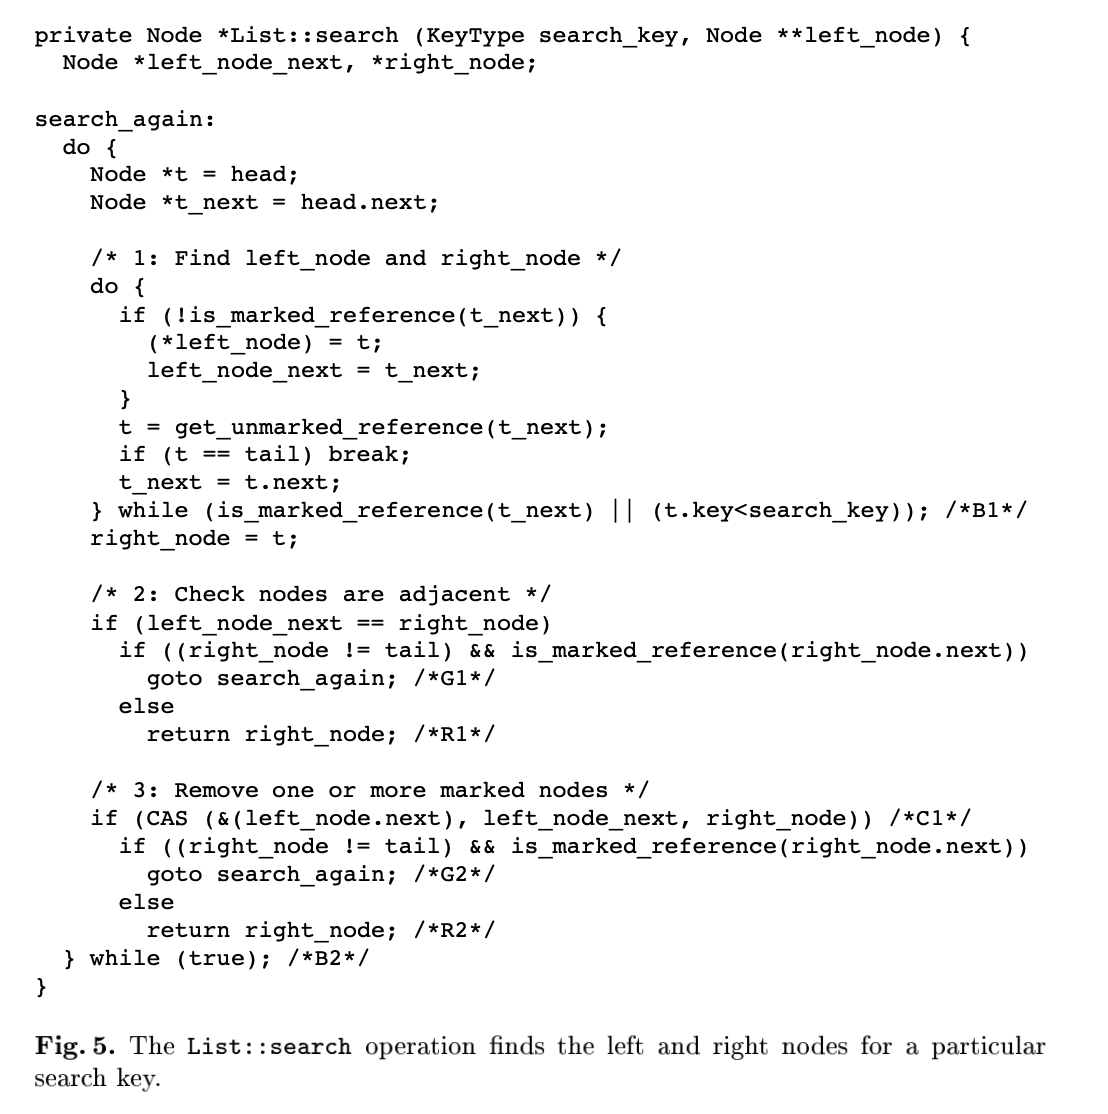 private Node *List::search (KeyType search_key, Node **left_node) {
  Node *left_node_next, *right_node;

search_again:
  do {
    Node *t = head;
    Node *t_next = head.next;

    /* 1: Find left_node and right_node */
    do {
      if (!is_marked_reference(t_next)) {
        (*left_node) = t;
        left_node_next = t_next;
      }
      t = get_unmarked_reference(t_next);
      if (t == tail) break;
      t_next = t.next;
    } while (is_marked_reference(t_next) || (t.key<search_key)); /*B1*/
    right_node = t;

    /* 2: Check nodes are adjacent */
    if (left_node_next == right_node)
      if ((right_node != tail) && is_marked_reference(right_node.next))
        goto search_again; /*G1*/
      else
        return right_node; /*R1*/

    /* 3: Remove one or more marked nodes */
    if (CAS (&(left_node.next), left_node_next, right_node)) /*C1*/
      if ((right_node != tail) && is_marked_reference(right_node.next))
        goto search_again; /*G2*/
      else
        return right_node; /*R2*/
  } while (true); /*B2*/
}

Fig. 5. The List::search operation finds the left and right nodes for a particular
search key.